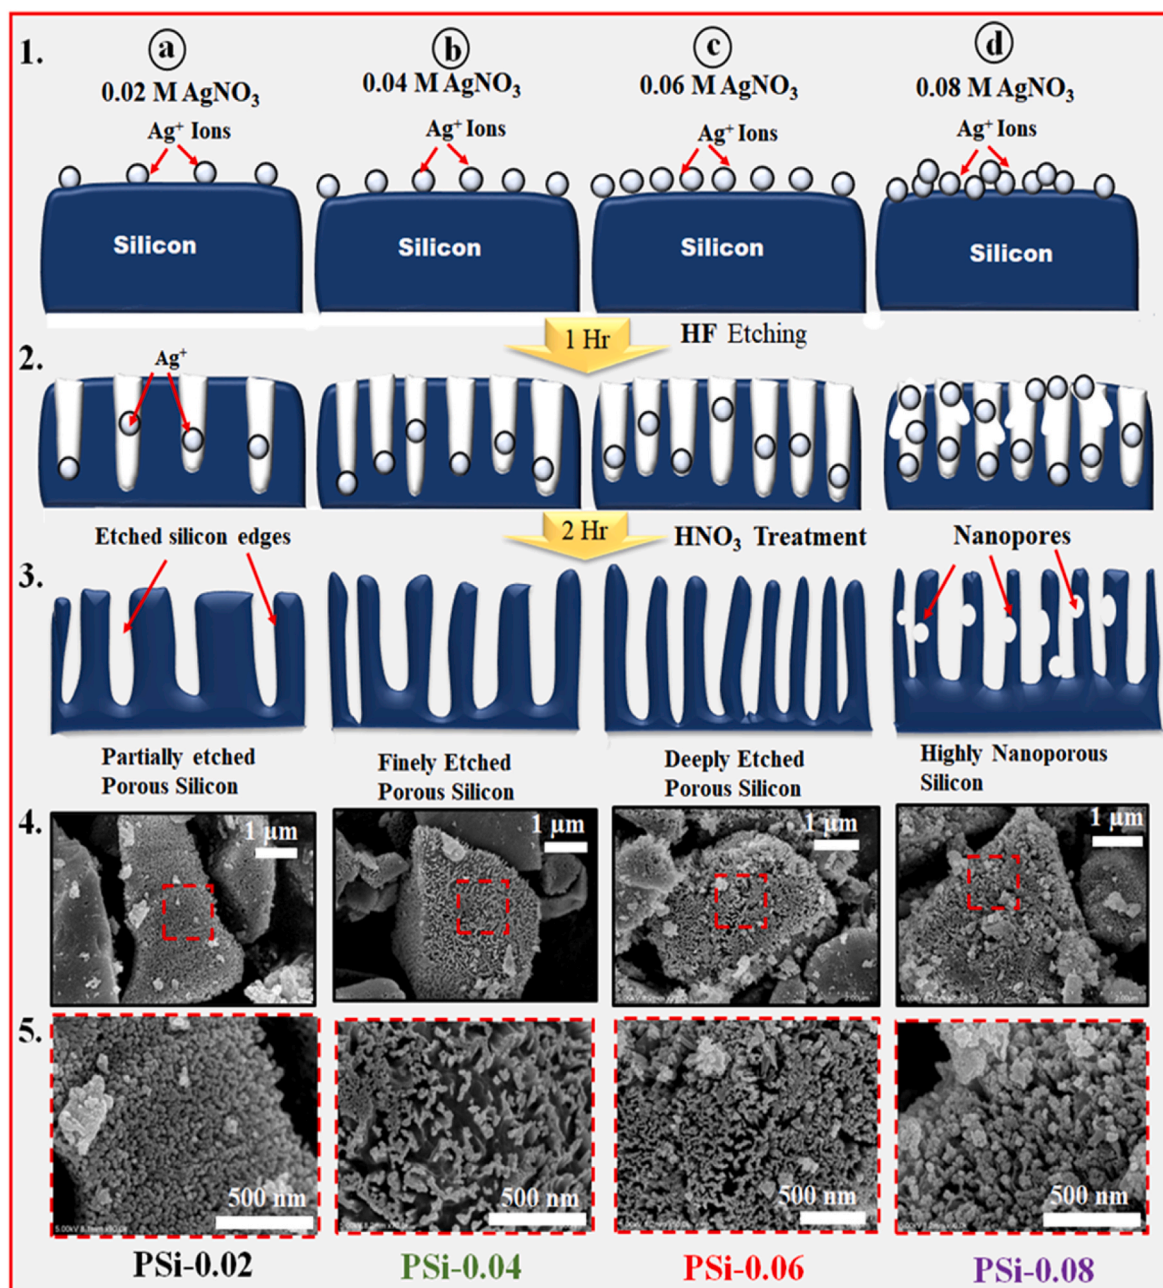 1.
a
b
c
d
0.02 M AgNO₃
0.04 M AgNO₃
0.06 M AgNO₃
0.08 M AgNO₃
Ag⁺ Ions
Ag⁺ Ions
Ag⁺ Ions
Ag⁺ Ions
Silicon
Silicon
Silicon
Silicon
1 Hr
HF Etching
2.
Ag⁺
2 Hr
HNO₃ Treatment
Etched silicon edges
Nanopores
3.
Partially etched
Porous Silicon
Finely Etched
Porous Silicon
Deeply Etched
Porous Silicon
Highly Nanoporous
Silicon
4.
1 µm
1 µm
1 µm
1 µm
5.
500 nm
500 nm
500 nm
500 nm
PSi-0.02
PSi-0.04
PSi-0.06
PSi-0.08